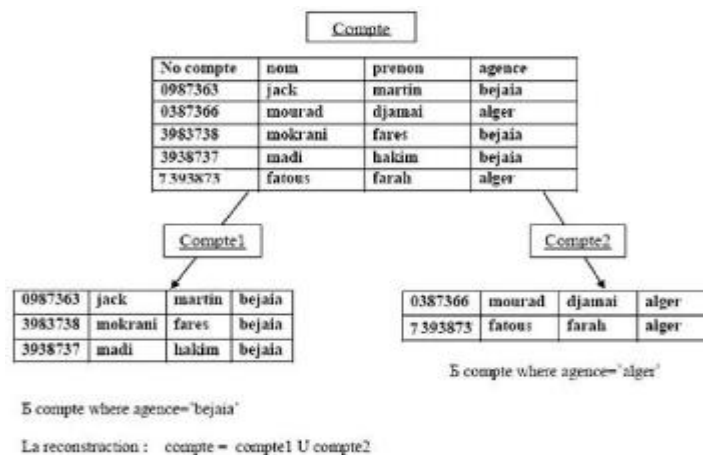 Compte
No compte nom prenon agence
0987363 jack martin bejaia
0387366 mourad djamai alger
3983738 mokrani fares bejaia
3938737 madi hakim bejaia
7393873 fatous farah alger
Compte1
Compte2
0987363 jack martin bejaia
3983738 mokrani fares bejaia
3938737 madi hakim bejaia
0387366 mourad djamai alger
7393873 fatous farah alger
Б compte where agence="alger"
Б compte where agence="bejaia"
La reconstruction : compte = compte1 U compte2